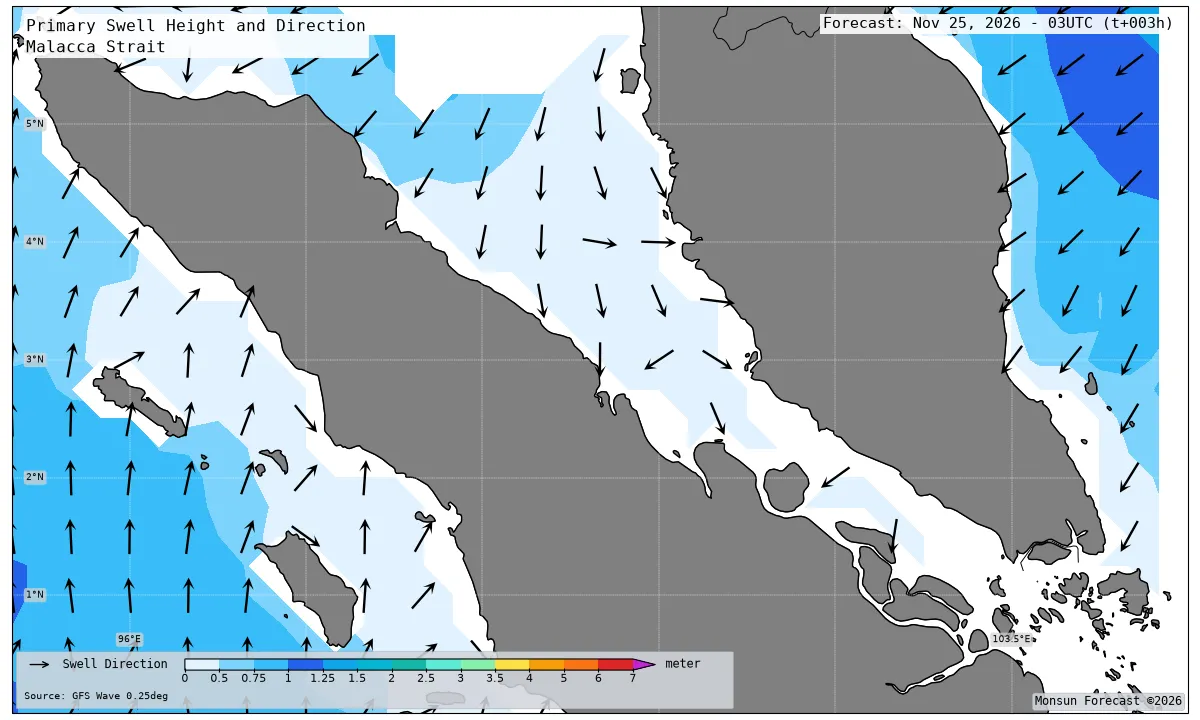 Primary Swell Height and Direction
Malacca Strait
Forecast: Nov 25, 2026 - 03UTC (t+003h)
5°N
4°N
3°N
2°N
1°N
96°E
103.5°E
Swell Direction
meter
0 0.5 0.75 1 1.25 1.5 2 2.5 3 3.5 4 5 6 7
Source: GFS Wave 0.25deg
Monsun Forecast ©2026